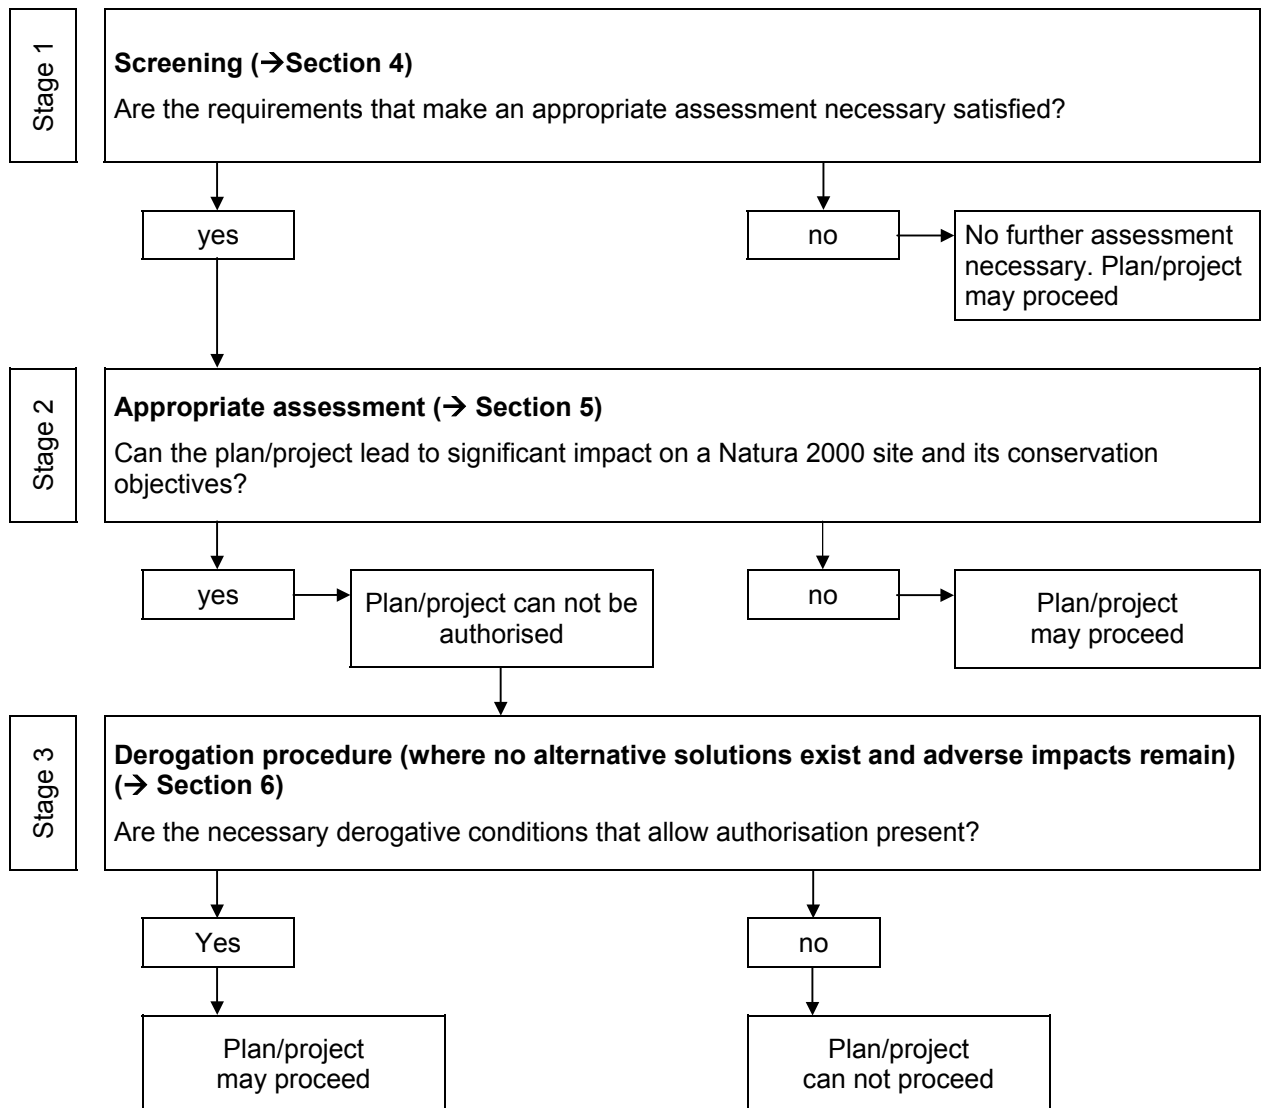 Stage 1
Screening (→Section 4)
Are the requirements that make an appropriate assessment necessary satisfied?
yes
no
No further assessment
necessary. Plan/project
may proceed
Stage 2
Appropriate assessment (→ Section 5)
Can the plan/project lead to significant impact on a Natura 2000 site and its conservation
objectives?
yes
Plan/project can not be
authorised
no
Plan/project
may proceed
Stage 3
Derogation procedure (where no alternative solutions exist and adverse impacts remain)
(→ Section 6)
Are the necessary derogative conditions that allow authorisation present?
Yes
no
Plan/project
may proceed
Plan/project
can not proceed